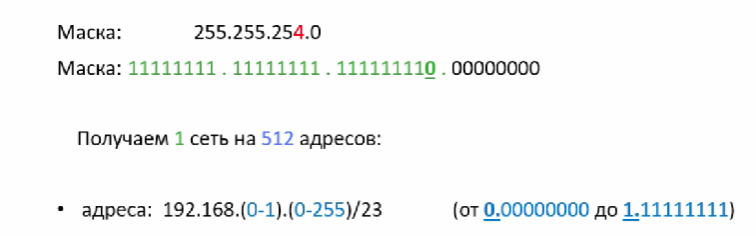 Маска: 255.255.254.0
Маска: 11111111 . 11111111 . 111111110 . 00000000
Получаем 1 сеть на 512 адресов:
• адреса: 192.168.(0-1).(0-255)/23 (от 0.00000000 до 1.11111111)